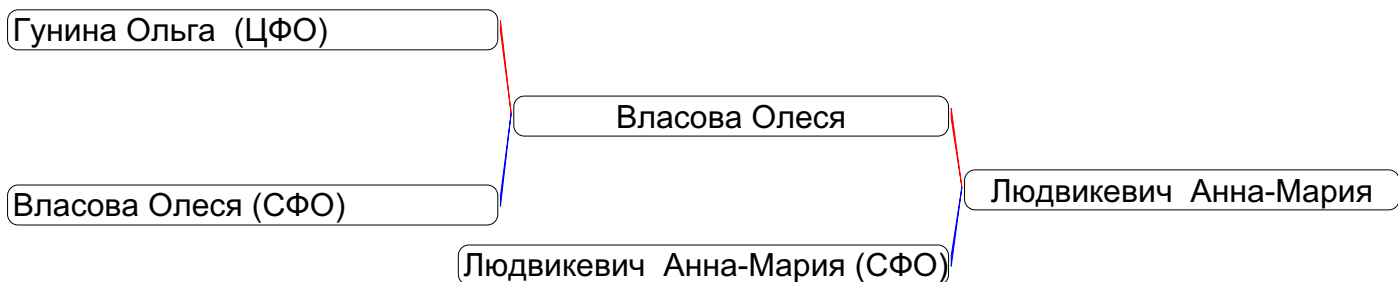 Гунина Ольга (ЦФО)
Власова Олеся
Людвикевич Анна-Мария
Власова Олеся (СФО)
Людвикевич Анна-Мария (СФО)